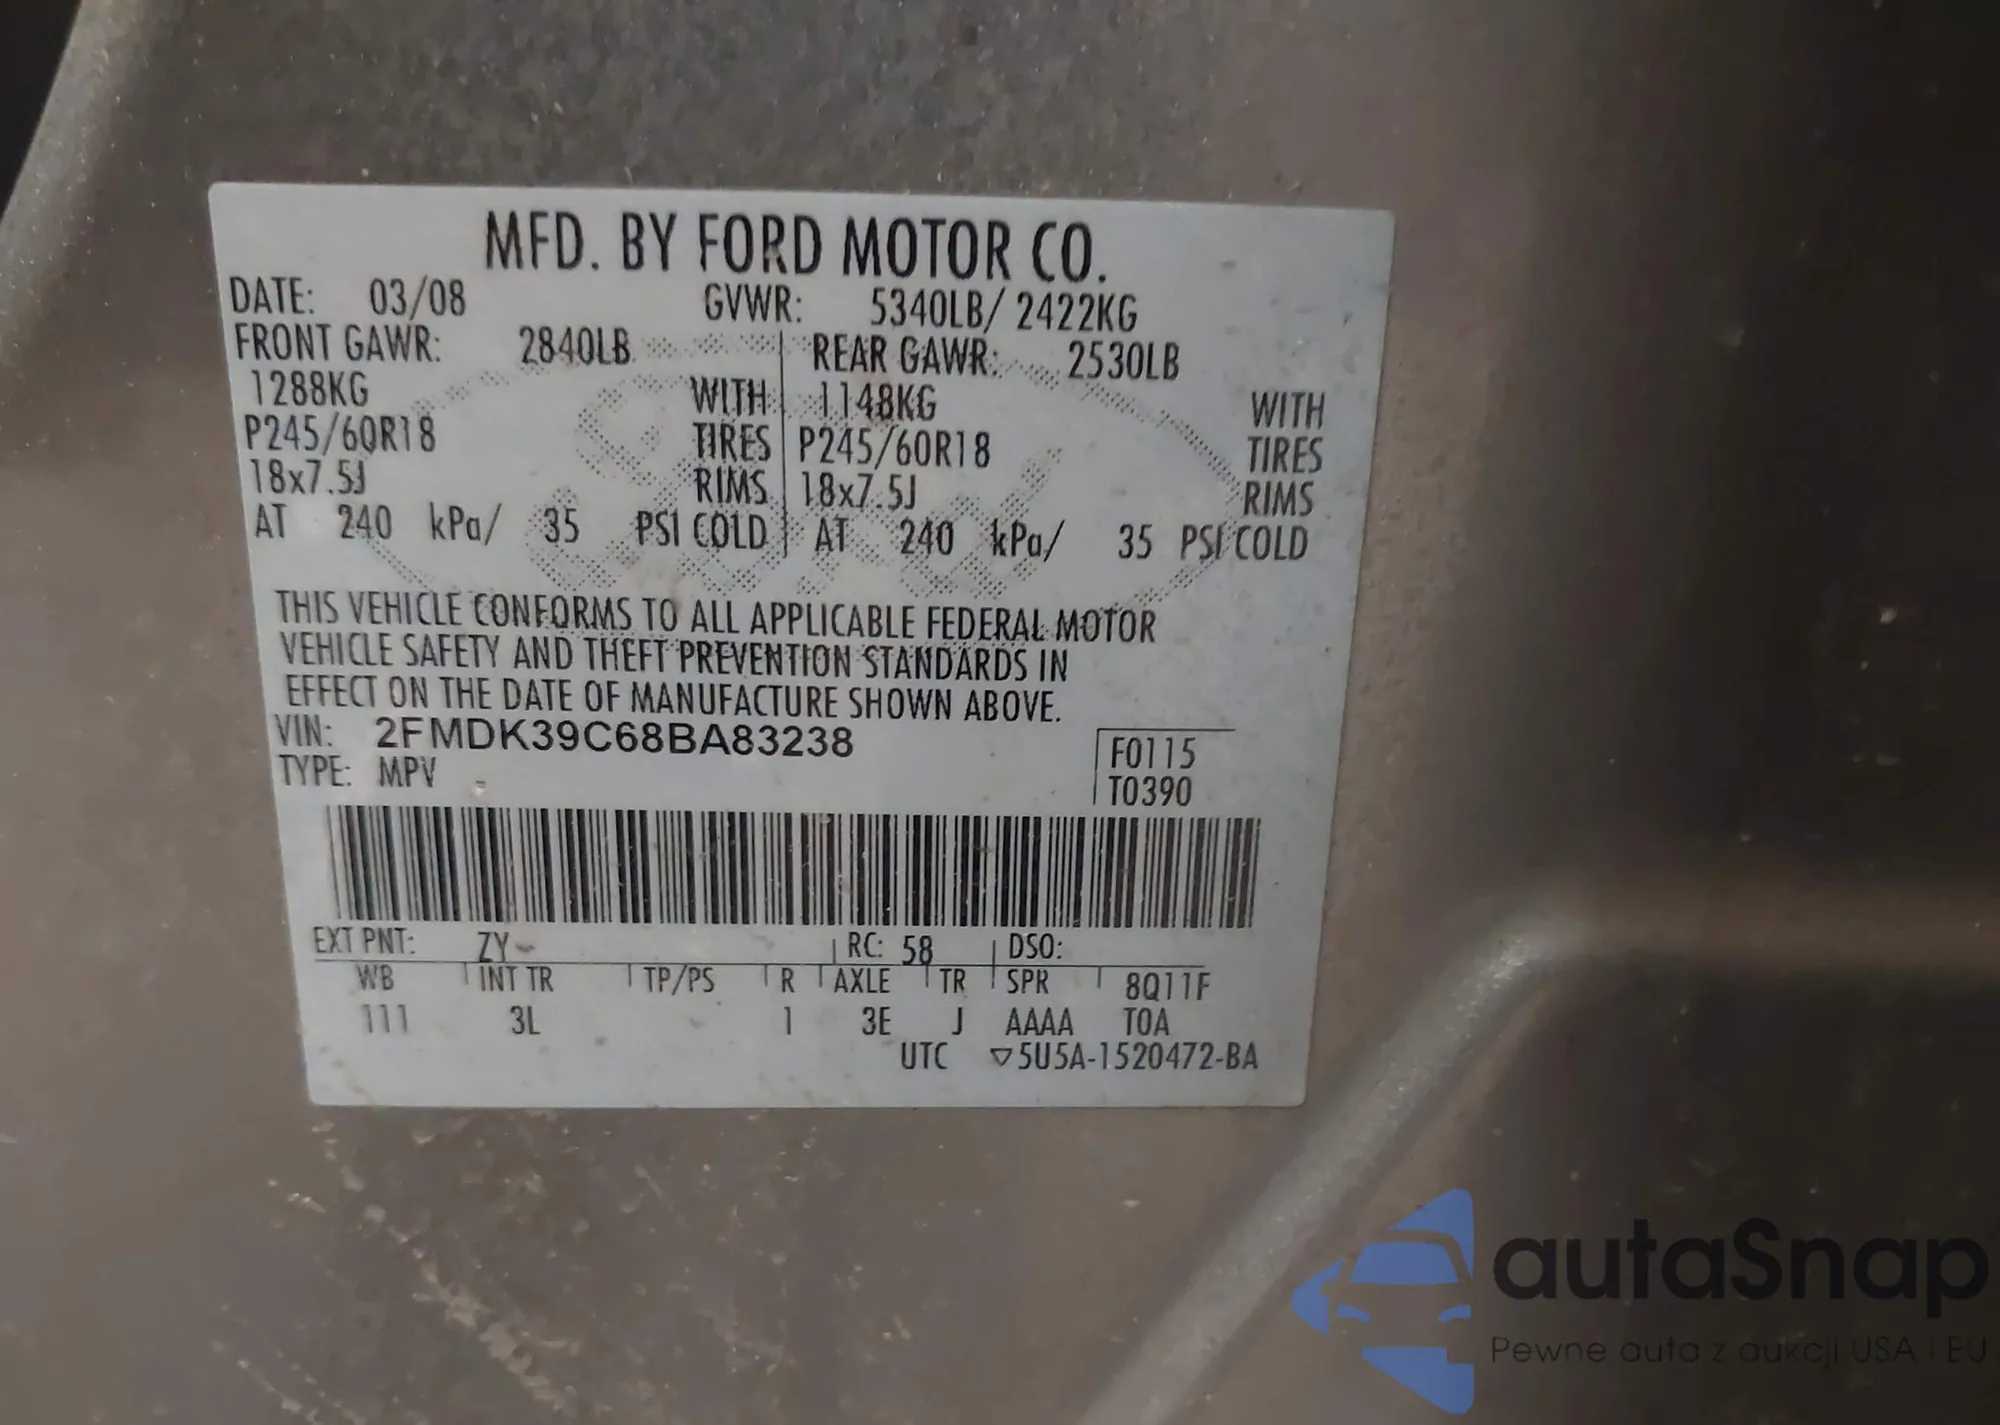 MFD. BY FORD MOTOR CO.
DATE: 03/08 GVWR: 5340LB/ 2422KG
FRONT GAWR: 2840LB REAR GAWR: 2530LB
1288KG WITH 1148KG WITH
P245/60R18 TIRES P245/60R18 TIRES
18x7.5J RIMS 18x7.5J RIMS
AT 240 kPa/ 35 PSI COLD AT 240 kPa/ 35 PSI COLD
THIS VEHICLE CONFORMS TO ALL APPLICABLE FEDERAL MOTOR
VEHICLE SAFETY AND THEFT PREVENTION STANDARDS IN
EFFECT ON THE DATE OF MANUFACTURE SHOWN ABOVE.
VIN: 2FMDK39C68BA83238 F0115
TYPE: MPV T0390
EXT PNT: ZY RC: 58 DSO:
WB INT TR TP/PS R AXLE TR SPR 8Q11F
111 3L 1 3E J AAAA T0A
UTC ▽5U5A-1520472-BA
autaSnap
Pewne auta z aukcji USA i EU